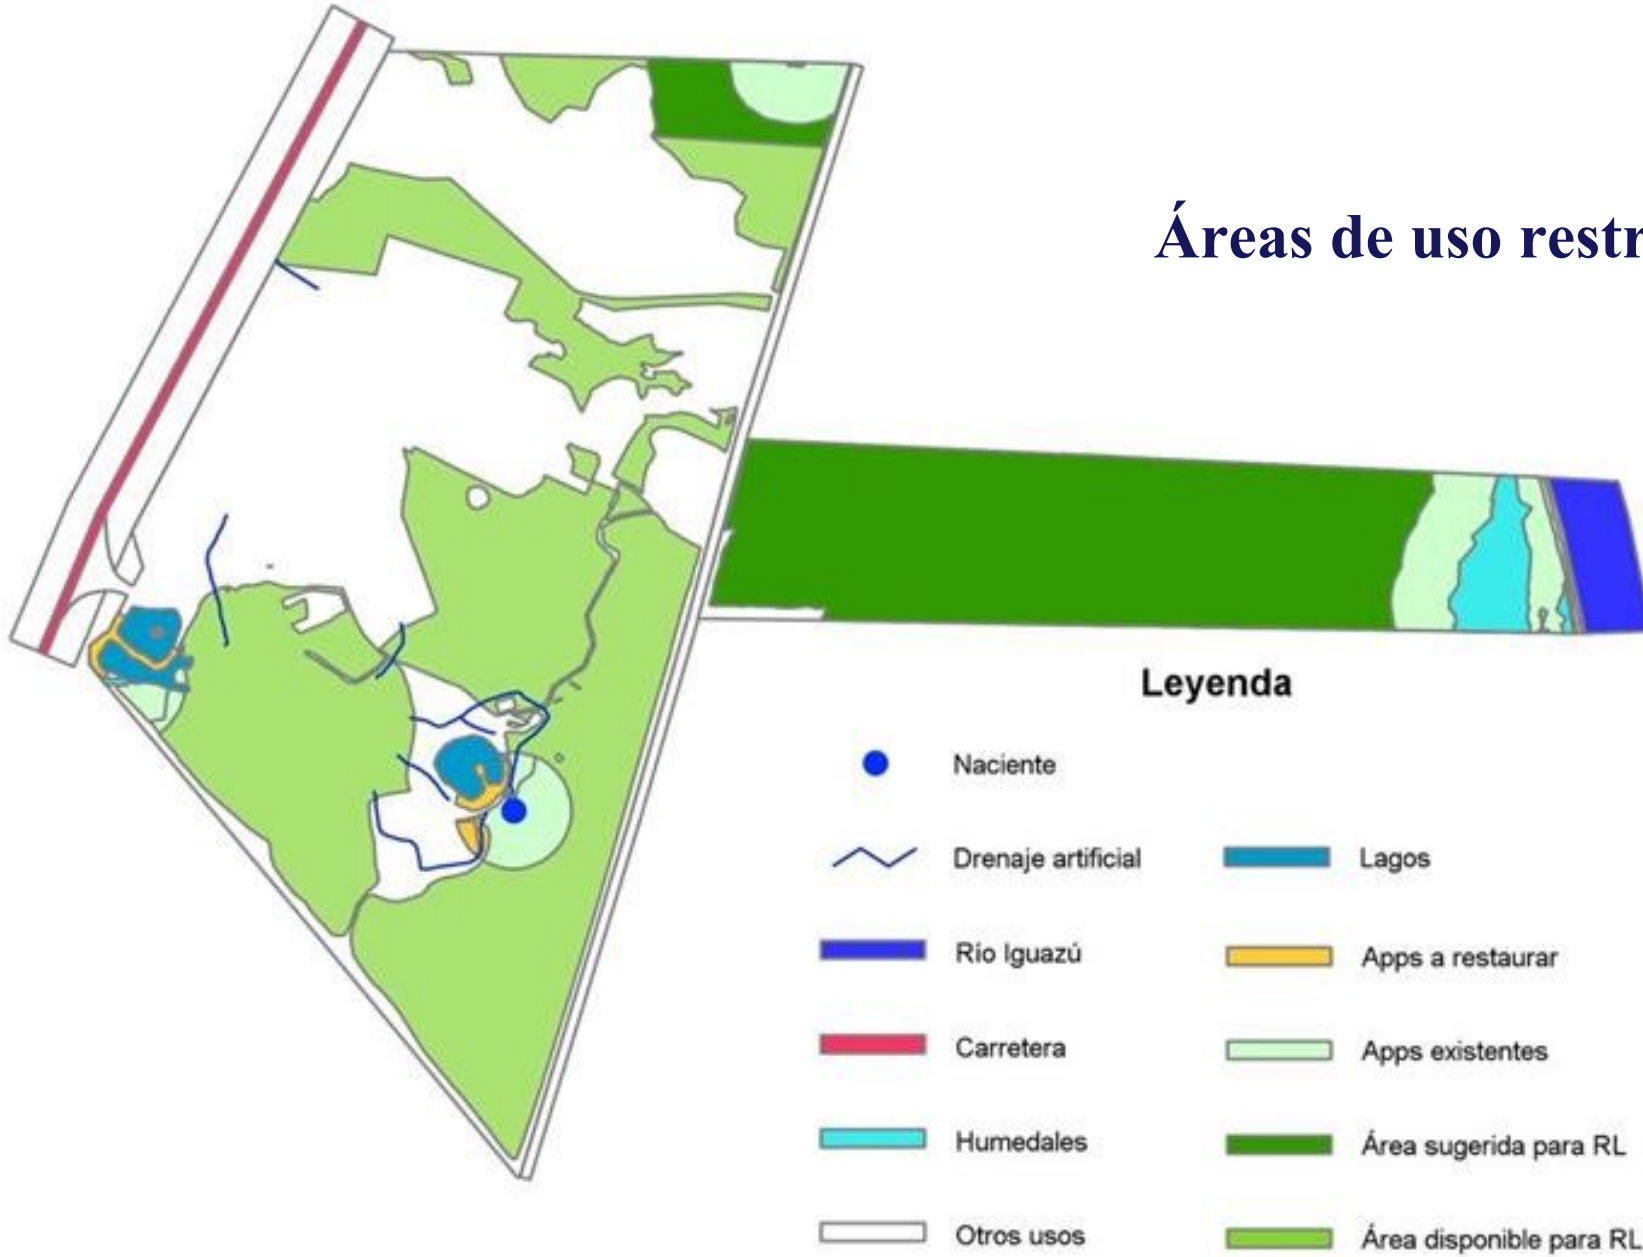 Áreas de uso restr
Leyenda
Naciente
Drenaje artificial
Lagos
Río Iguazú
Apps a restaurar
Carretera
Apps existentes
Humedales
Área sugerida para RL
Otros usos
Área disponible para RL